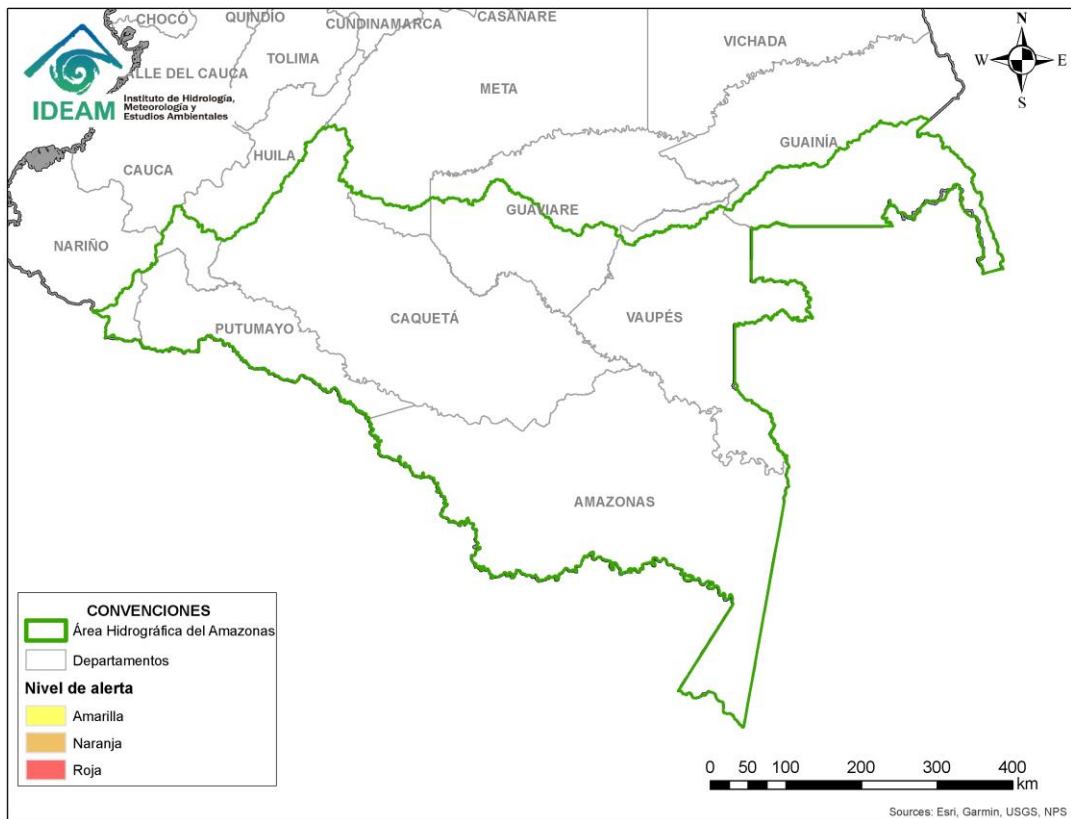 CHOCÓ
QUINDÍO
CUNDINAMARCA
CASANARE
TOLIMA
VICHADA
ALLE DEL CAUCA
META
IDEAM
Instituto de Hidrología,
Meteorología y
Estudios Ambientales
N
W
E
S
HUILA
GUAINÍA
CAUCA
GUAVIARE
NARIÑO
PUTUMAYO
CAQUETÁ
VAUPÉS
AMAZONAS
CONVENCIONES
Área Hidrográfica del Amazonas
Departamentos
Nivel de alerta
Amarilla
Naranja
Roja
0 50 100 200 300 400
km
Sources: Esri, Garmin, USGS, NPS